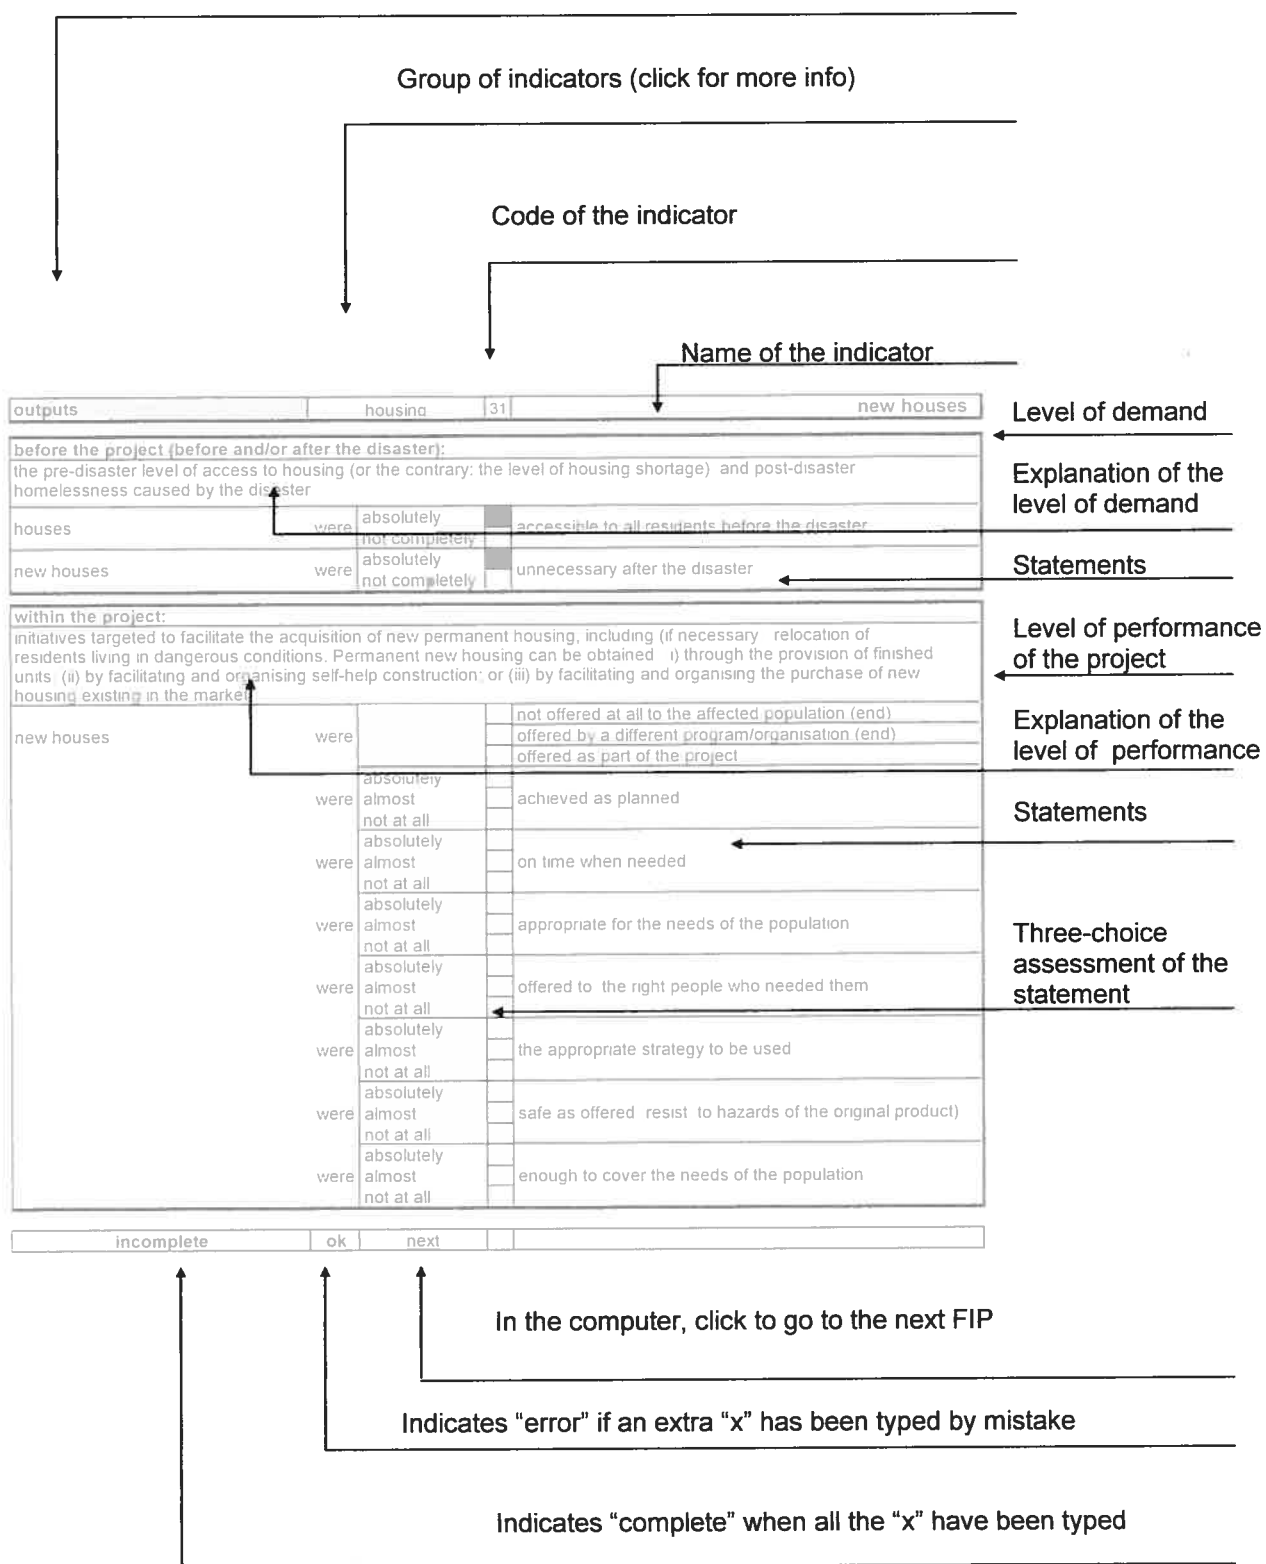 Group of indicators (click for more info)
Code of the indicator
Name of the indicator
outputs housing 31 new houses
Level of demand
before the project (before and/or after the disaster):
the pre-disaster level of access to housing (or the contrary: the level of housing shortage) and post-disaster
homelessness caused by the disaster
Explanation of the
level of demand
houses were absolutely accessible to all residents before the disaster
not completely
new houses were absolutely unnecessary after the disaster
not completely
Statements
within the project:
initiatives targeted to facilitate the acquisition of new permanent housing, including (if necessary relocation of
residents living in dangerous conditions. Permanent new housing can be obtained i) through the provision of finished
units (ii) by facilitating and organising self-help construction; or (iii) by facilitating and organising the purchase of new
housing existing in the market
Level of performance
of the project
new houses were
not offered at all to the affected population (end)
offered by a different program/organisation (end)
offered as part of the project
Explanation of the
level of performance
absolutely
were almost achieved as planned
not at all
Statements
absolutely
were almost on time when needed
not at all
absolutely
were almost appropriate for the needs of the population
not at all
Three-choice
assessment of the
statement
absolutely
were almost offered to the right people who needed them
not at all
absolutely
were almost the appropriate strategy to be used
not at all
absolutely
were almost safe as offered resist to hazards of the original product)
not at all
absolutely
were almost enough to cover the needs of the population
not at all
incomplete ok next
In the computer, click to go to the next FIP
Indicates “error” if an extra “x” has been typed by mistake
Indicates “complete” when all the “x” have been typed